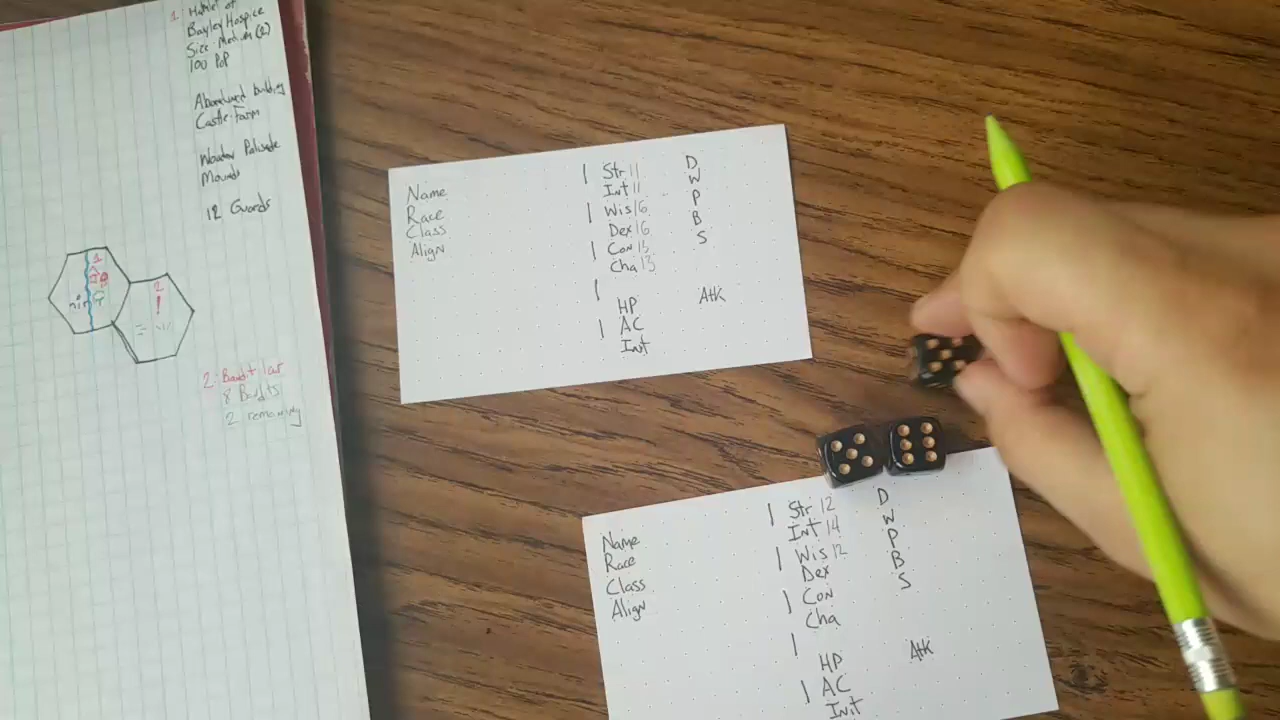 1: Hamlet of
Bayley Hospice
Size Medium (2)
100 Pop
Abandoned building
Castle: Farm
Wooden Palisade
Mounds
12 Guards
1
2
!
2: Bandit lair
8 Bandits
2 remaining
Name
Race
Class
Align
Str 11
Int 11
Wis 16
Dex 16
Con 15
Cha 13
HP
AC
Init
D
W
P
B
S
Atk
Name
Race
Class
Align
Str 12
Int 14
Wis 12
Dex
Con
Cha
HP
AC
Init
D
W
P
B
S
Atk